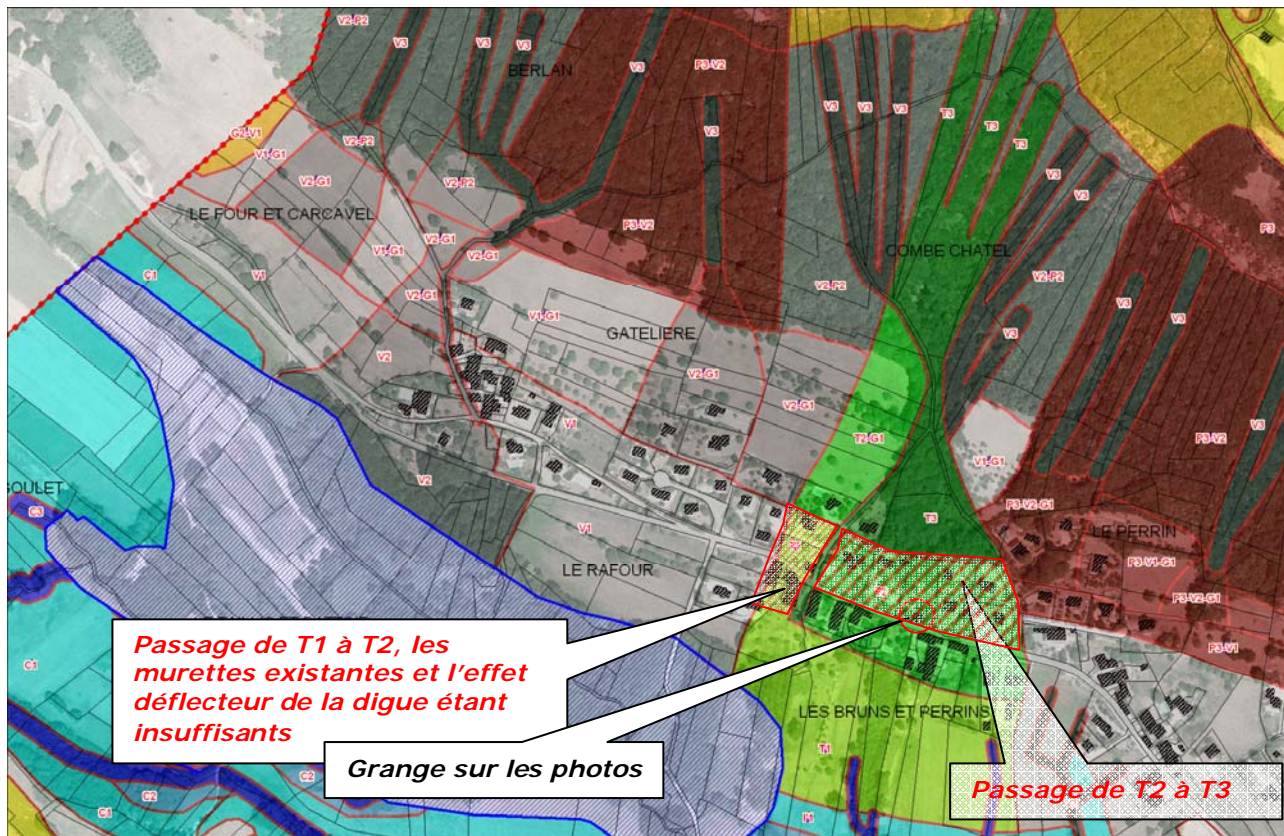 V2-P2
V3
V3
V3
BERLAN
V3
P3-V2
V3
V3
V3
V3
T3
T3
T3
V3
V3
G2-V1
V1-G1
V2-P2
V2-G1
V2-P2
LE FOUR ET CARCAVEL
V1-G1
V2-G1
V2-G1
P3-V2
COMBE CHATEL
P3
C1
V1
V2-G1
V1-G1
V2-P2
V2-P2
V3
V3
V3
GATELIERE
V2
V2-G1
V2-G1
T2-G1
V1
V2
V1-G1
P3-V2
V3
P3-V2-G1
C3
V1
T3
LE PERRIN
P3-V1-G1
LE RAFOUR
P3-V2-G1
P3-V1
C1
C1
Passage de T1 à T2, les
murettes existantes et l'effet
déflecteur de la digue étant
insuffisants
LES BRUNS ET PERRINS
T1
Grange sur les photos
Passage de T2 à T3
C2
C2
C1